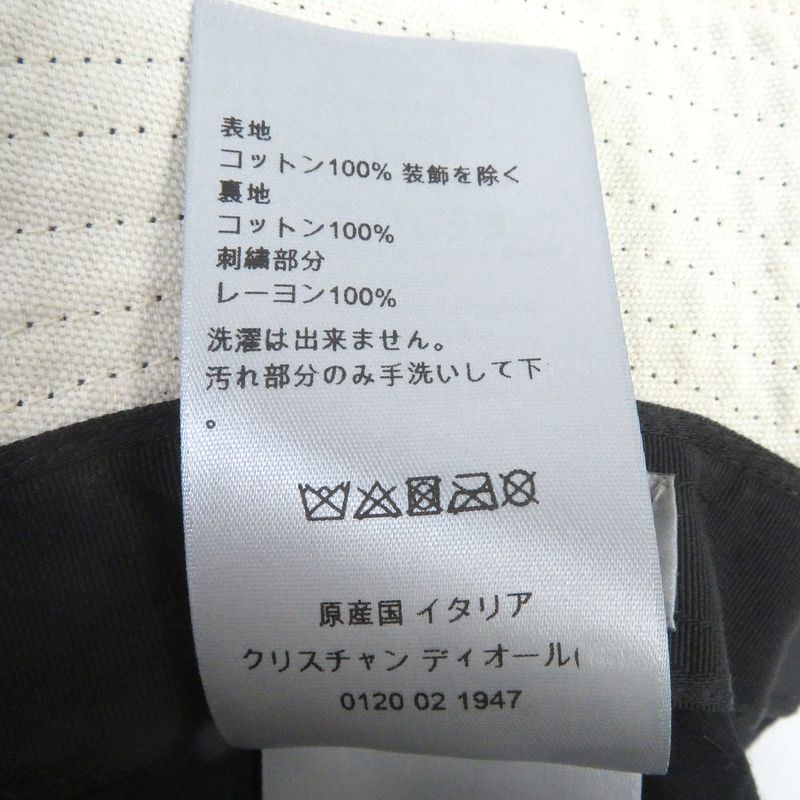 表地
コットン100% 装飾を除く
裏地
コットン100%
刺繍部分
レーヨン100%
洗濯は出来ません。
汚れ部分のみ手洗いして下
。
原産国 イタリア
クリスチャン ディオール(
0120 02 1947